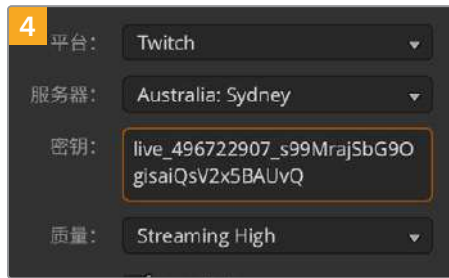 4
平台： Twitch
服务器： Australia: Sydney
密钥： live_496722907_s99MrajSbG9O
gisaiQsV2x5BAUvQ
质量： Streaming High